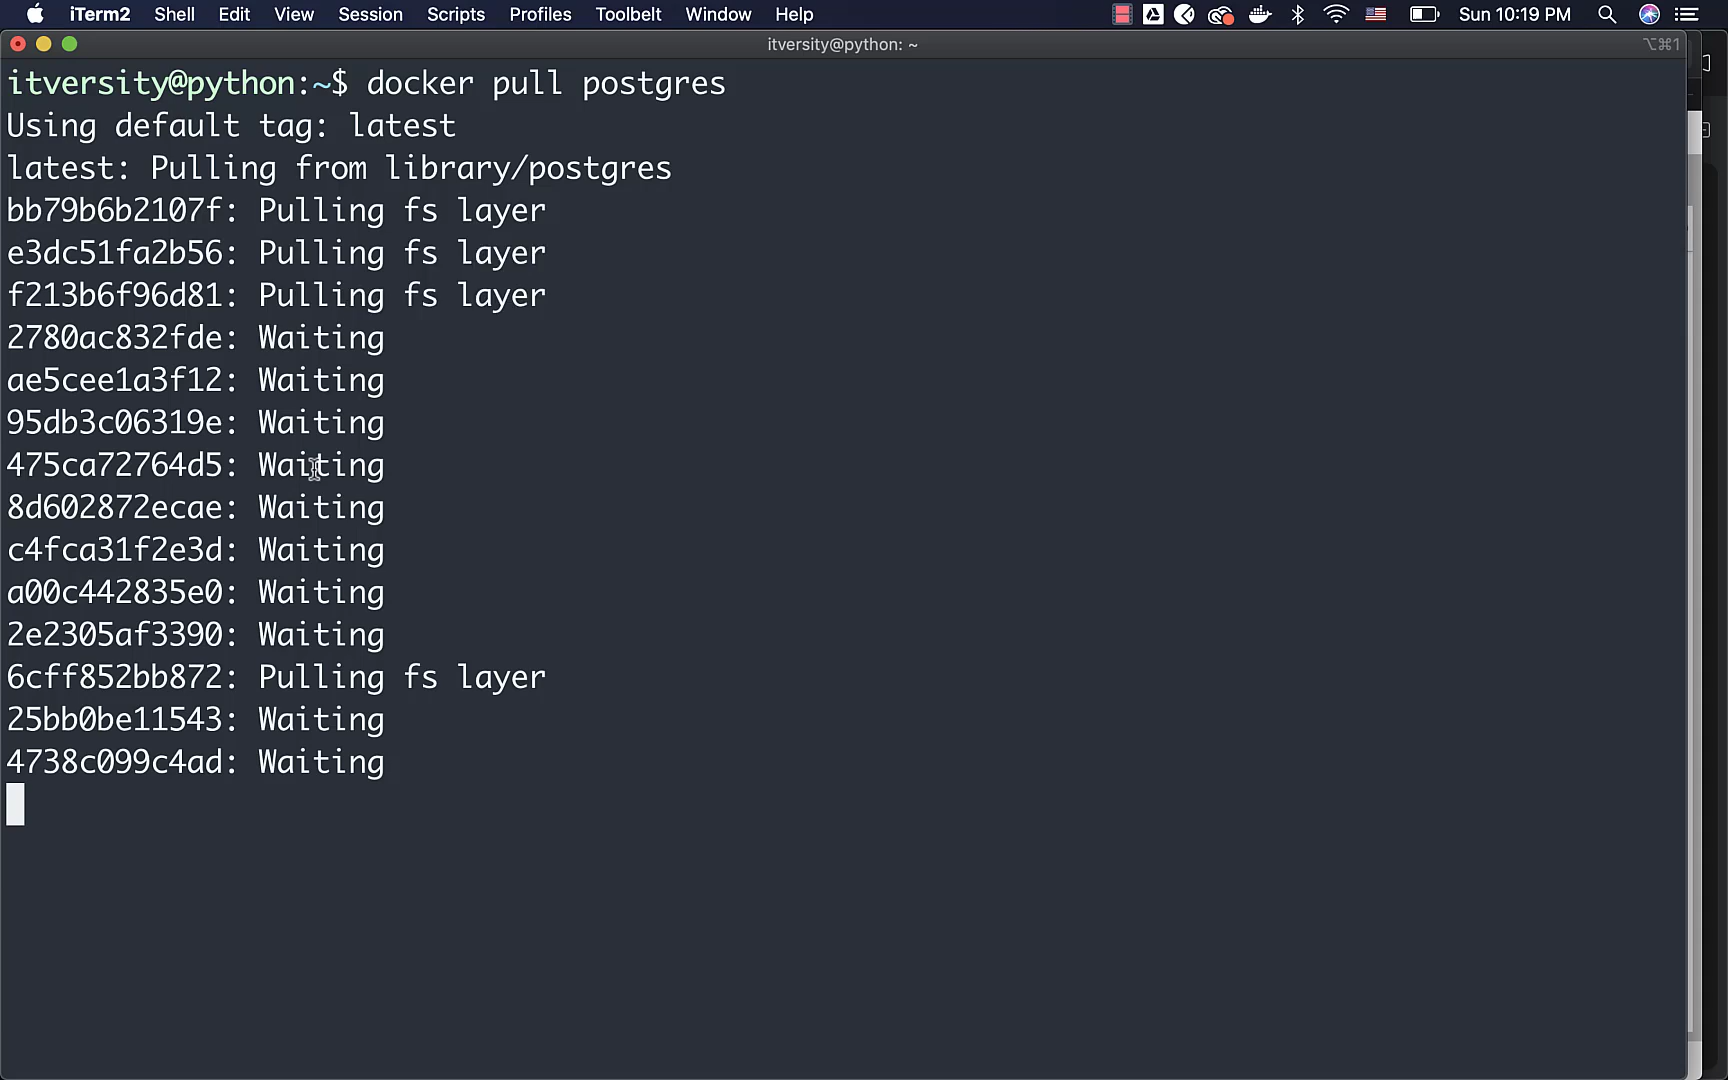 iTerm2 Shell Edit View Session Scripts Profiles Toolbelt Window Help Sun 10:19 PM
itversity@python: ~ ⌥⌘1
itversity@python:~$ docker pull postgres
Using default tag: latest
latest: Pulling from library/postgres
bb79b6b2107f: Pulling fs layer
e3dc51fa2b56: Pulling fs layer
f213b6f96d81: Pulling fs layer
2780ac832fde: Waiting
ae5cee1a3f12: Waiting
95db3c06319e: Waiting
475ca72764d5: Waiting
8d602872ecae: Waiting
c4fca31f2e3d: Waiting
a00c442835e0: Waiting
2e2305af3390: Waiting
6cff852bb872: Pulling fs layer
25bb0be11543: Waiting
4738c099c4ad: Waiting